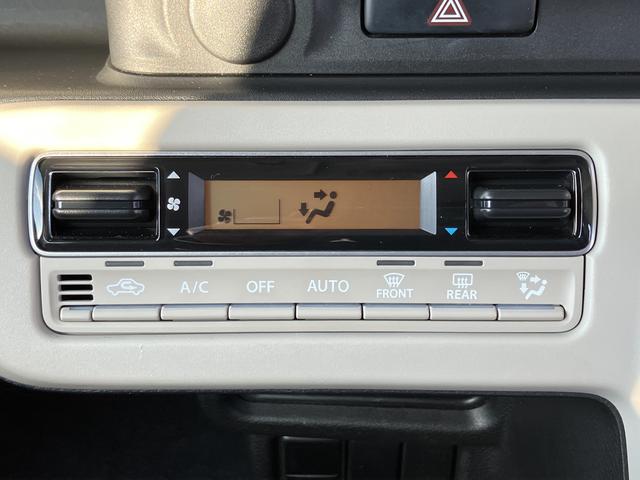 A/C OFF AUTO FRONT REAR